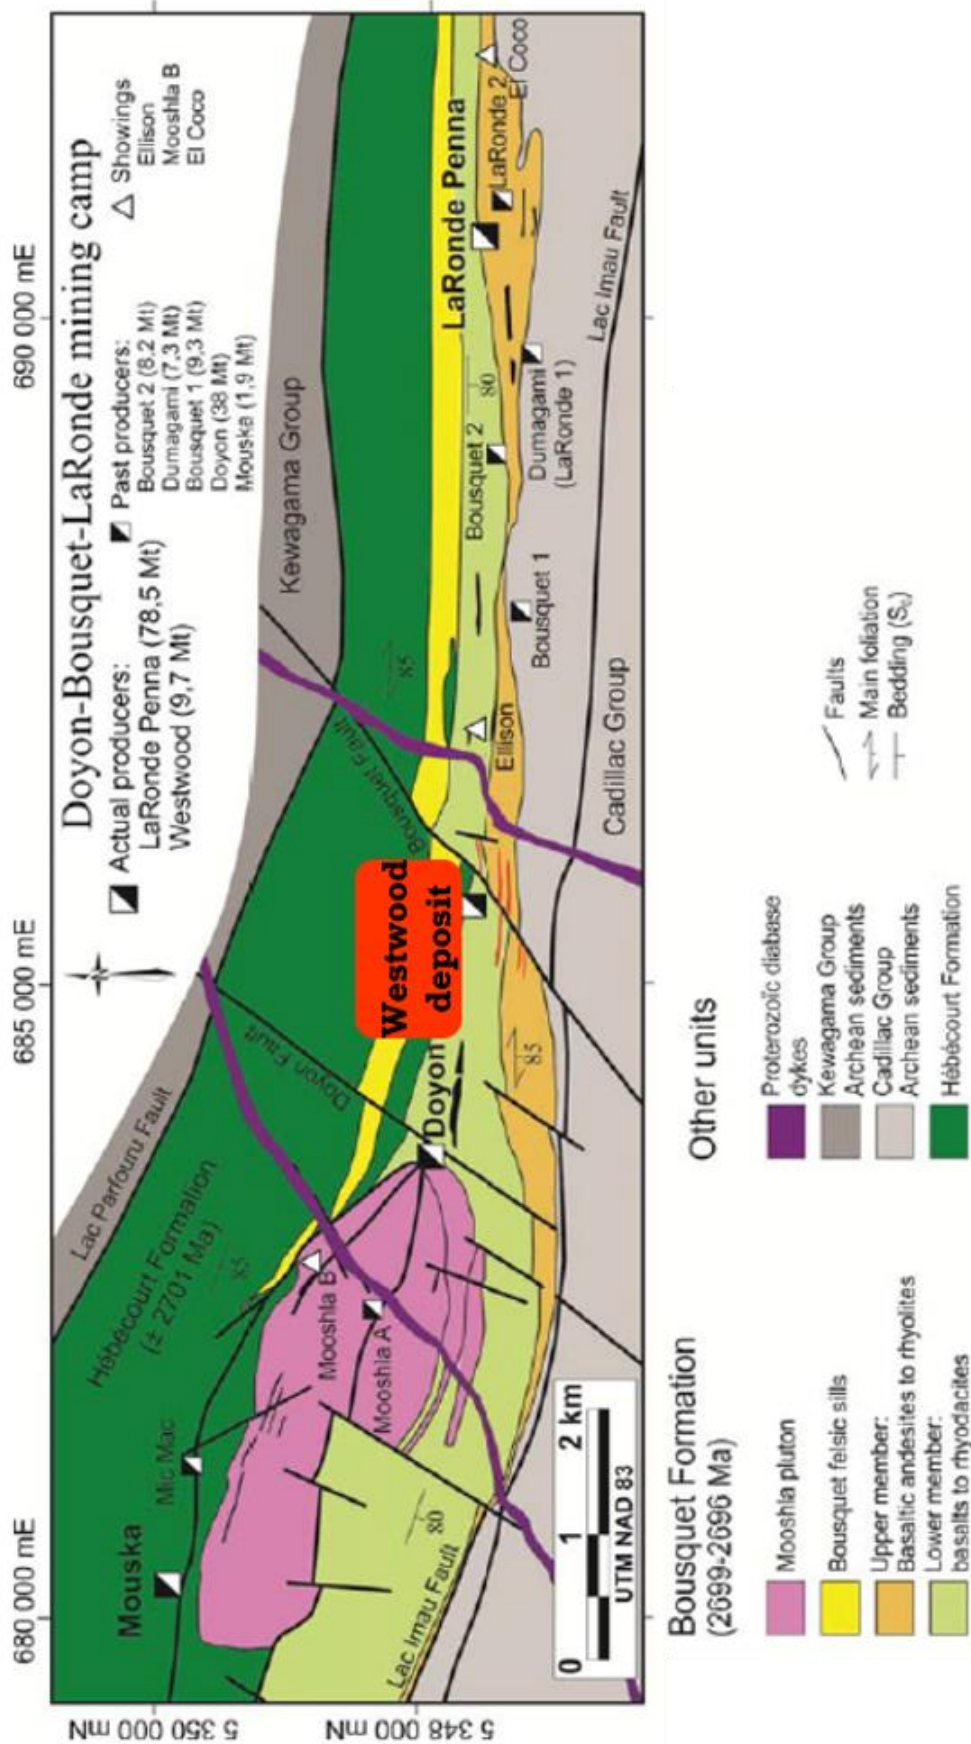 Doyon-Bousquet-LaRonde mining camp
Actual producers:
LaRonde Penna (78,5 Mt)
Westwood (9,7 Mt)
Past producers:
Bousquet 2 (8.2 Mt)
Dumagami (7,3 Mt)
Bousquet 1 (9,3 Mt)
Doyon (38 Mt)
Mouska (1,9 Mt)
Showings
Ellison
Mooshla B
El Coco
680 000 mE
685 000 mE
690 000 mE
5 350 000 mN
5 348 000 mN
Lac Parfouru Fault
Kewagama Group
Hébécourt Formation
(± 2701 Ma)
85
Doyon Fault
Bousquet Fault
85
Mouska
Mic Mac
Mooshla B
Mooshla A
Doyon
Westwood
deposit
LaRonde Penna
80
Bousquet 2
LaRonde 2
El Coco
Ellison
Bousquet 1
Dumagami
(LaRonde 1)
85
80
Lac Imau Fault
Lac Imau Fault
Cadillac Group
0 1 2 km
UTM NAD 83
Bousquet Formation
(2699-2696 Ma)
Mooshla pluton
Bousquet felsic sills
Upper member:
Basaltic andesites to rhyolites
Lower member:
basalts to rhyodacites
Other units
Proterozoïc diabase
dykes
Kewagama Group
Archean sediments
Cadillac Group
Archean sediments
Hébécourt Formation
Faults
Main foliation
Bedding (S₀)